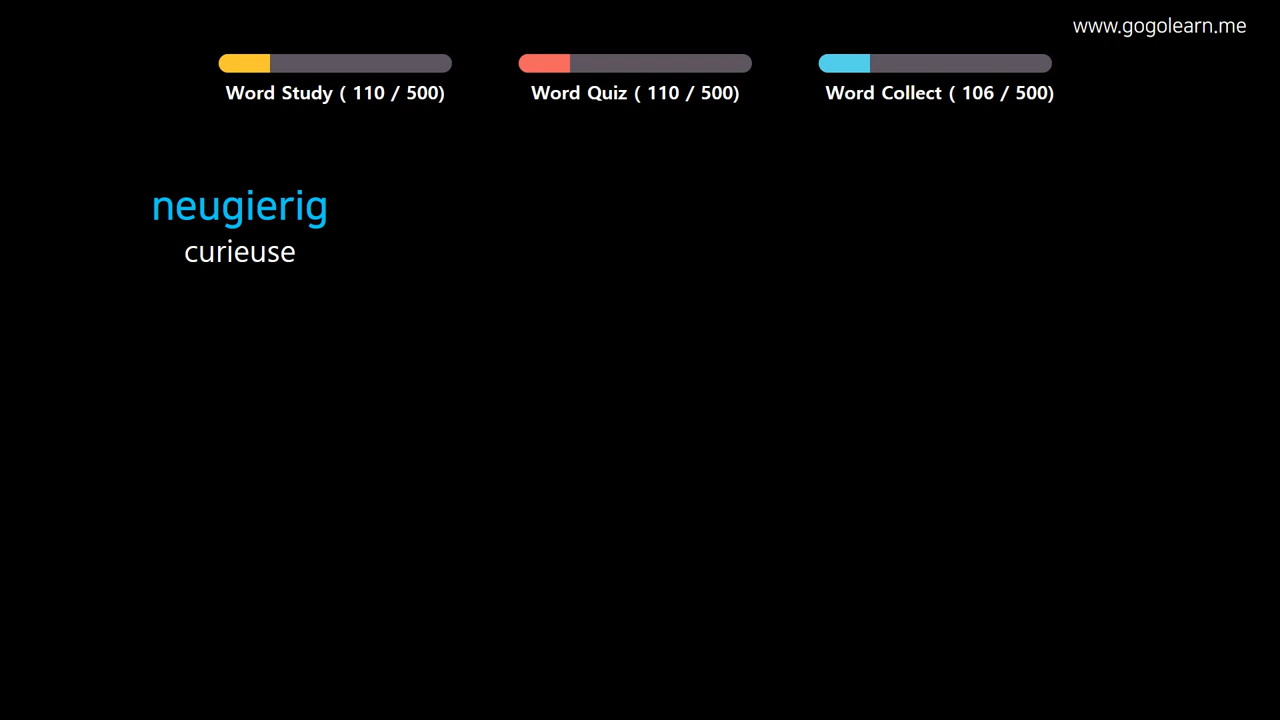 www.gogolearn.me
Word Study ( 110 / 500)
Word Quiz ( 110 / 500)
Word Collect ( 106 / 500)
neugierig
curieuse